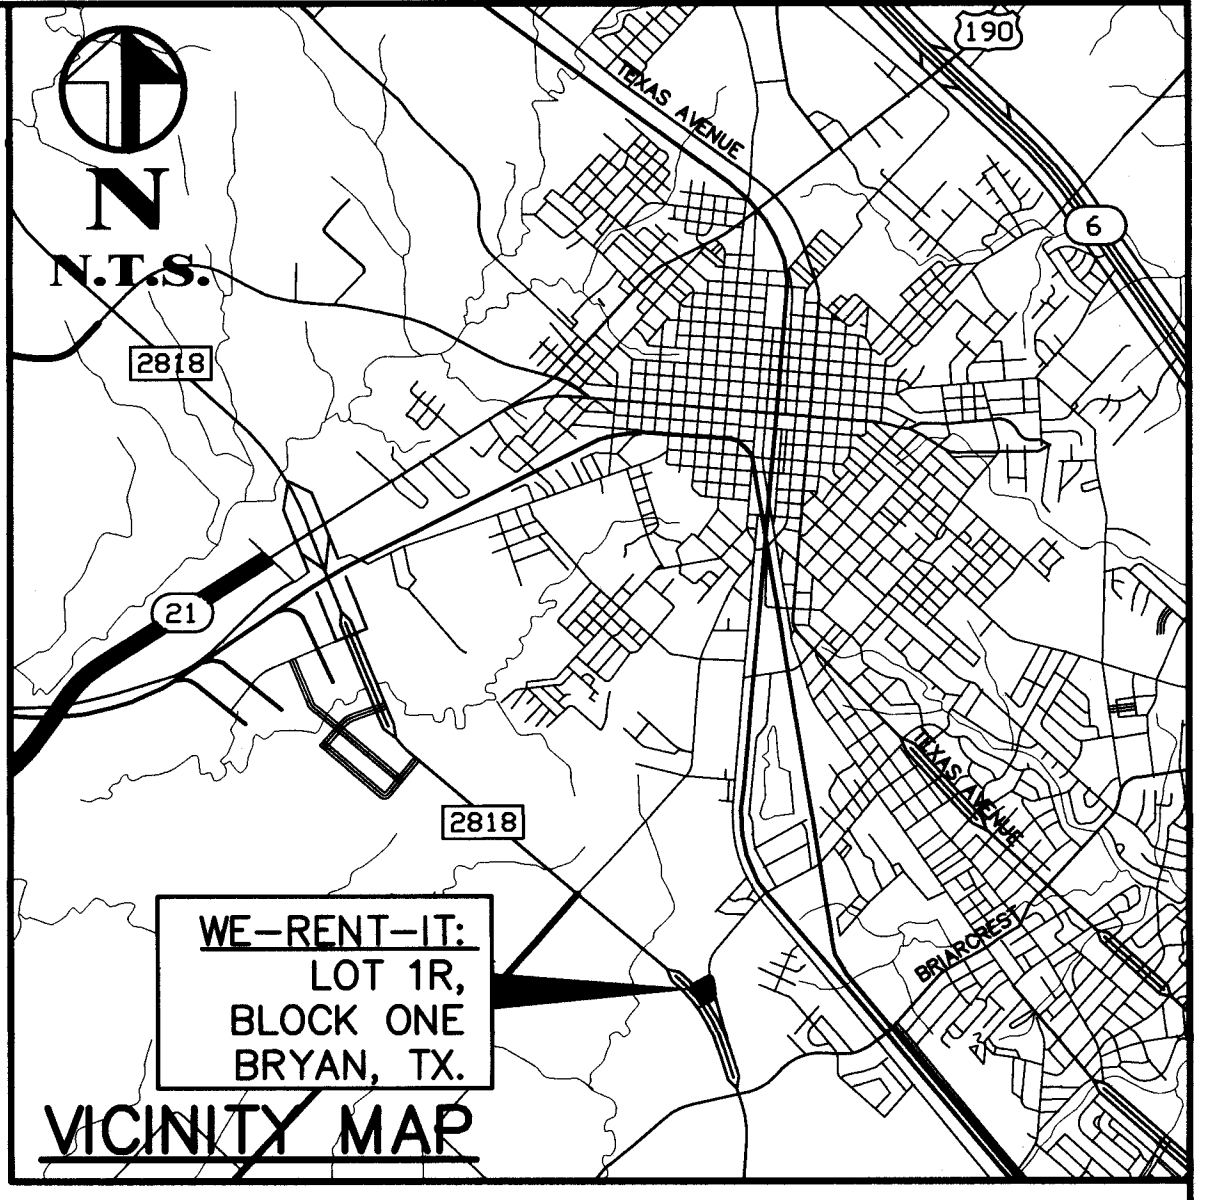 190
TEXAS AVENUE
N
N.T.S.
6
2818
21
TEXAS AVENUE
2818
BRIARCREST
WE-RENT-IT:
LOT 1R,
BLOCK ONE
BRYAN, TX.
VICINITY MAP